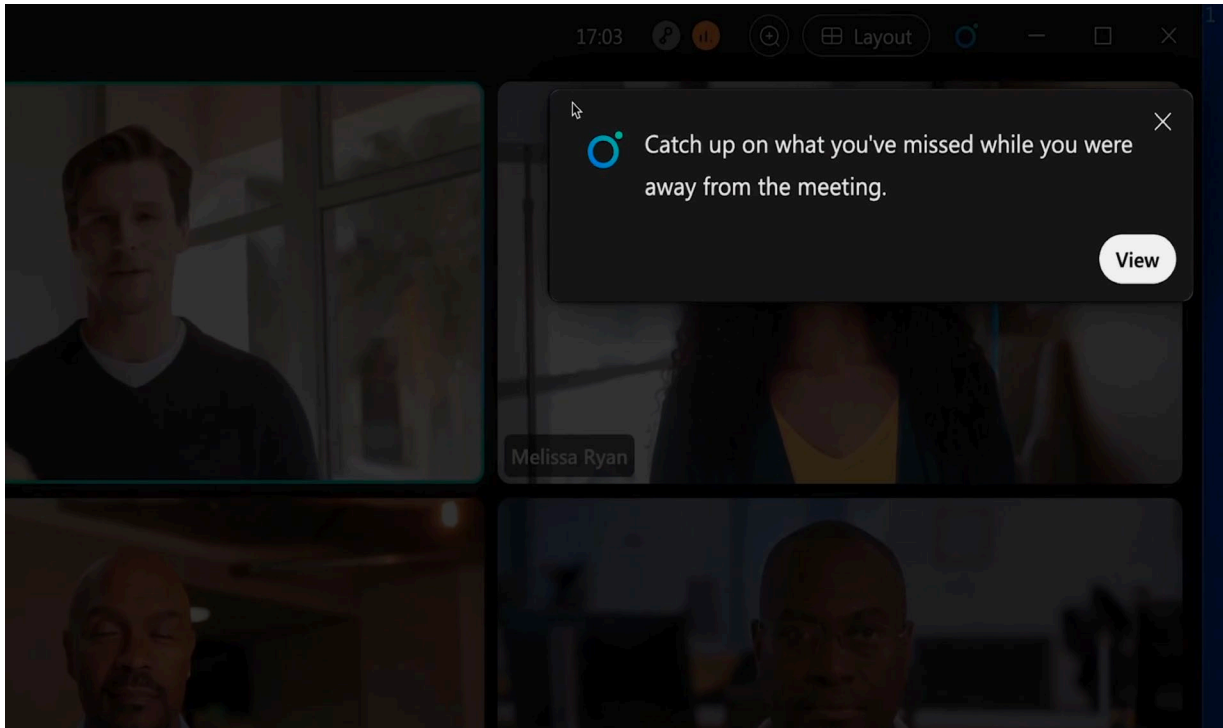 17:03 Layout
1
Catch up on what you've missed while you were
away from the meeting.
View
Melissa Ryan